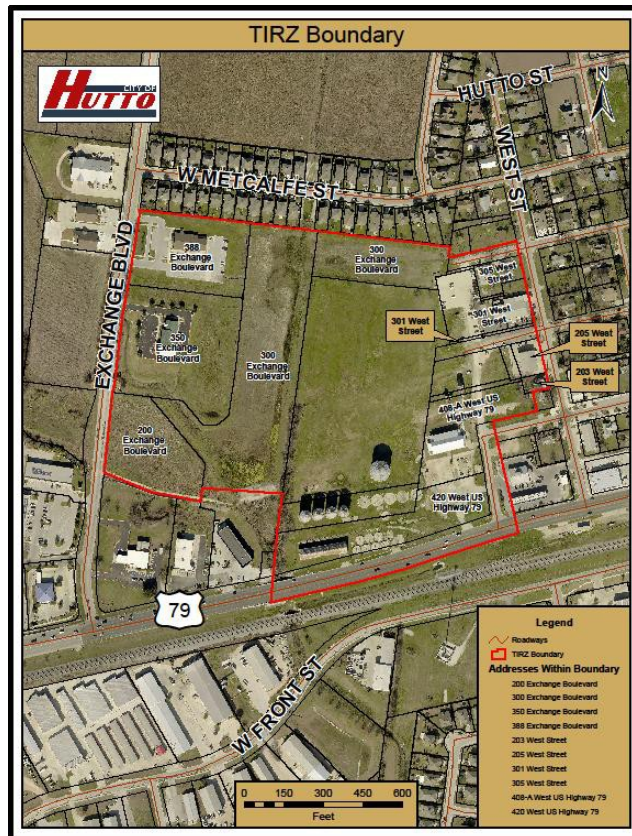 TIRZ Boundary
CITY OF
HUTTO
HUTTO ST
N
WEST ST
W METCALFE ST
EXCHANGE BLVD
388
Exchange
Boulevard
300
Exchange
Boulevard
305 West
Street
301 West
Street
301 West
Street
205 West
Street
350
Exchange
Boulevard
300
Exchange
Boulevard
203 West
Street
408-A West US
Highway 79
200
Exchange
Boulevard
420 West US
Highway 79
79
W FRONT ST
Legend
Roadways
TIRZ Boundary
Addresses Within Boundary
200 Exchange Boulevard
300 Exchange Boulevard
350 Exchange Boulevard
388 Exchange Boulevard
203 West Street
205 West Street
301 West Street
305 West Street
408-A West US Highway 79
420 West US Highway 79
0 150 300 450 600
Feet